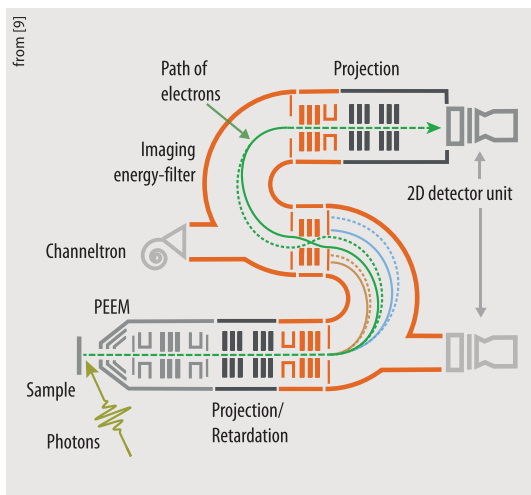 from [9]
Path of
electrons
Projection
Imaging
energy-filter
2D detector unit
Channeltron
PEEM
Sample
Projection/
Retardation
Photons